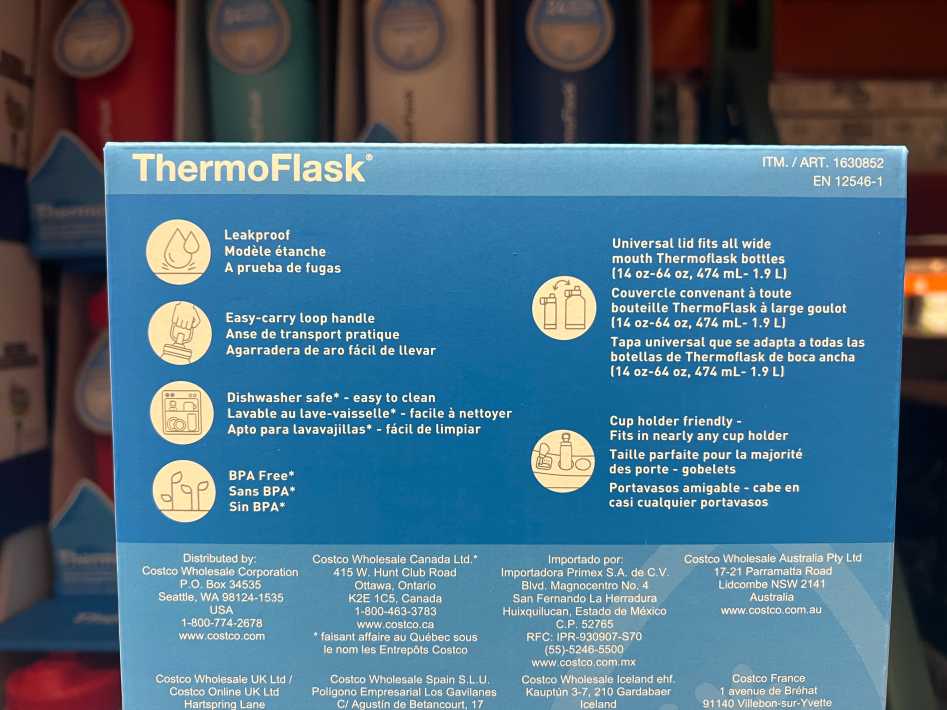 ThermoFlask®
ITM. / ART. 1630852
EN 12546-1
Leakproof
Modèle étanche
A prueba de fugas
Easy-carry loop handle
Anse de transport pratique
Agarradera de aro fácil de llevar
Dishwasher safe* - easy to clean
Lavable au lave-vaisselle* - facile à nettoyer
Apto para lavavajillas* - fácil de limpiar
BPA Free*
Sans BPA*
Sin BPA*
Universal lid fits all wide
mouth Thermoflask bottles
(14 oz-64 oz, 474 mL- 1.9 L)
Couvercle convenant à toute
bouteille ThermoFlask à large goulot
(14 oz-64 oz, 474 mL- 1.9 L)
Tapa universal que se adapta a todas las
botellas de Thermoflask de boca ancha
(14 oz-64 oz, 474 mL- 1.9 L)
Cup holder friendly -
Fits in nearly any cup holder
Taille parfaite pour la majorité
des porte - gobelets
Portavasos amigable - cabe en
casi cualquier portavasos
Distributed by:
Costco Wholesale Corporation
P.O. Box 34535
Seattle, WA 98124-1535
USA
1-800-774-2678
www.costco.com
Costco Wholesale Canada Ltd.*
415 W. Hunt Club Road
Ottawa, Ontario
K2E 1C5, Canada
1-800-463-3783
www.costco.ca
* faisant affaire au Québec sous
le nom les Entrepôts Costco
Importado por:
Importadora Primex S.A. de C.V.
Blvd. Magnocentro No. 4
San Fernando La Herradura
Huixquilucan, Estado de México
C.P. 52765
RFC: IPR-930907-S70
(55)-5246-5500
www.costco.com.mx
Costco Wholesale Australia Pty Ltd
17-21 Parramatta Road
Lidcombe NSW 2141
Australia
www.costco.com.au
Costco Wholesale UK Ltd /
Costco Online UK Ltd
Hartspring Lane
Costco Wholesale Spain S.L.U.
Polígono Empresarial Los Gavilanes
C/ Agustín de Betancourt, 17
Costco Wholesale Iceland ehf.
Kauptún 3-7, 210 Gardabaer
Iceland
Costco France
1 avenue de Bréhat
91140 Villebon-sur-Yvette